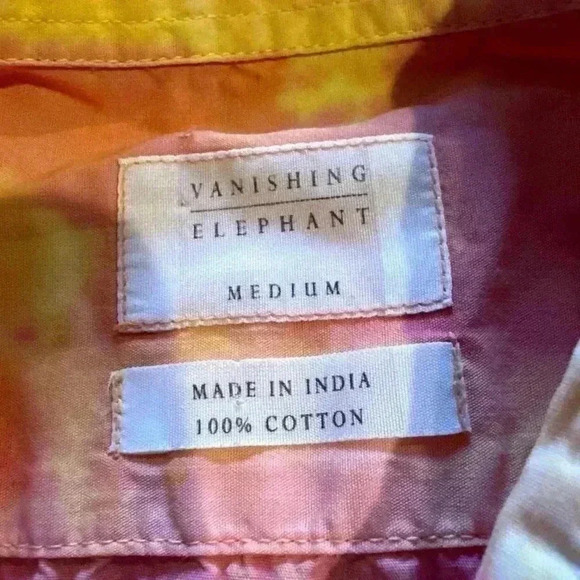 VANISHING
ELEPHANT
MEDIUM
MADE IN INDIA
100% COTTON